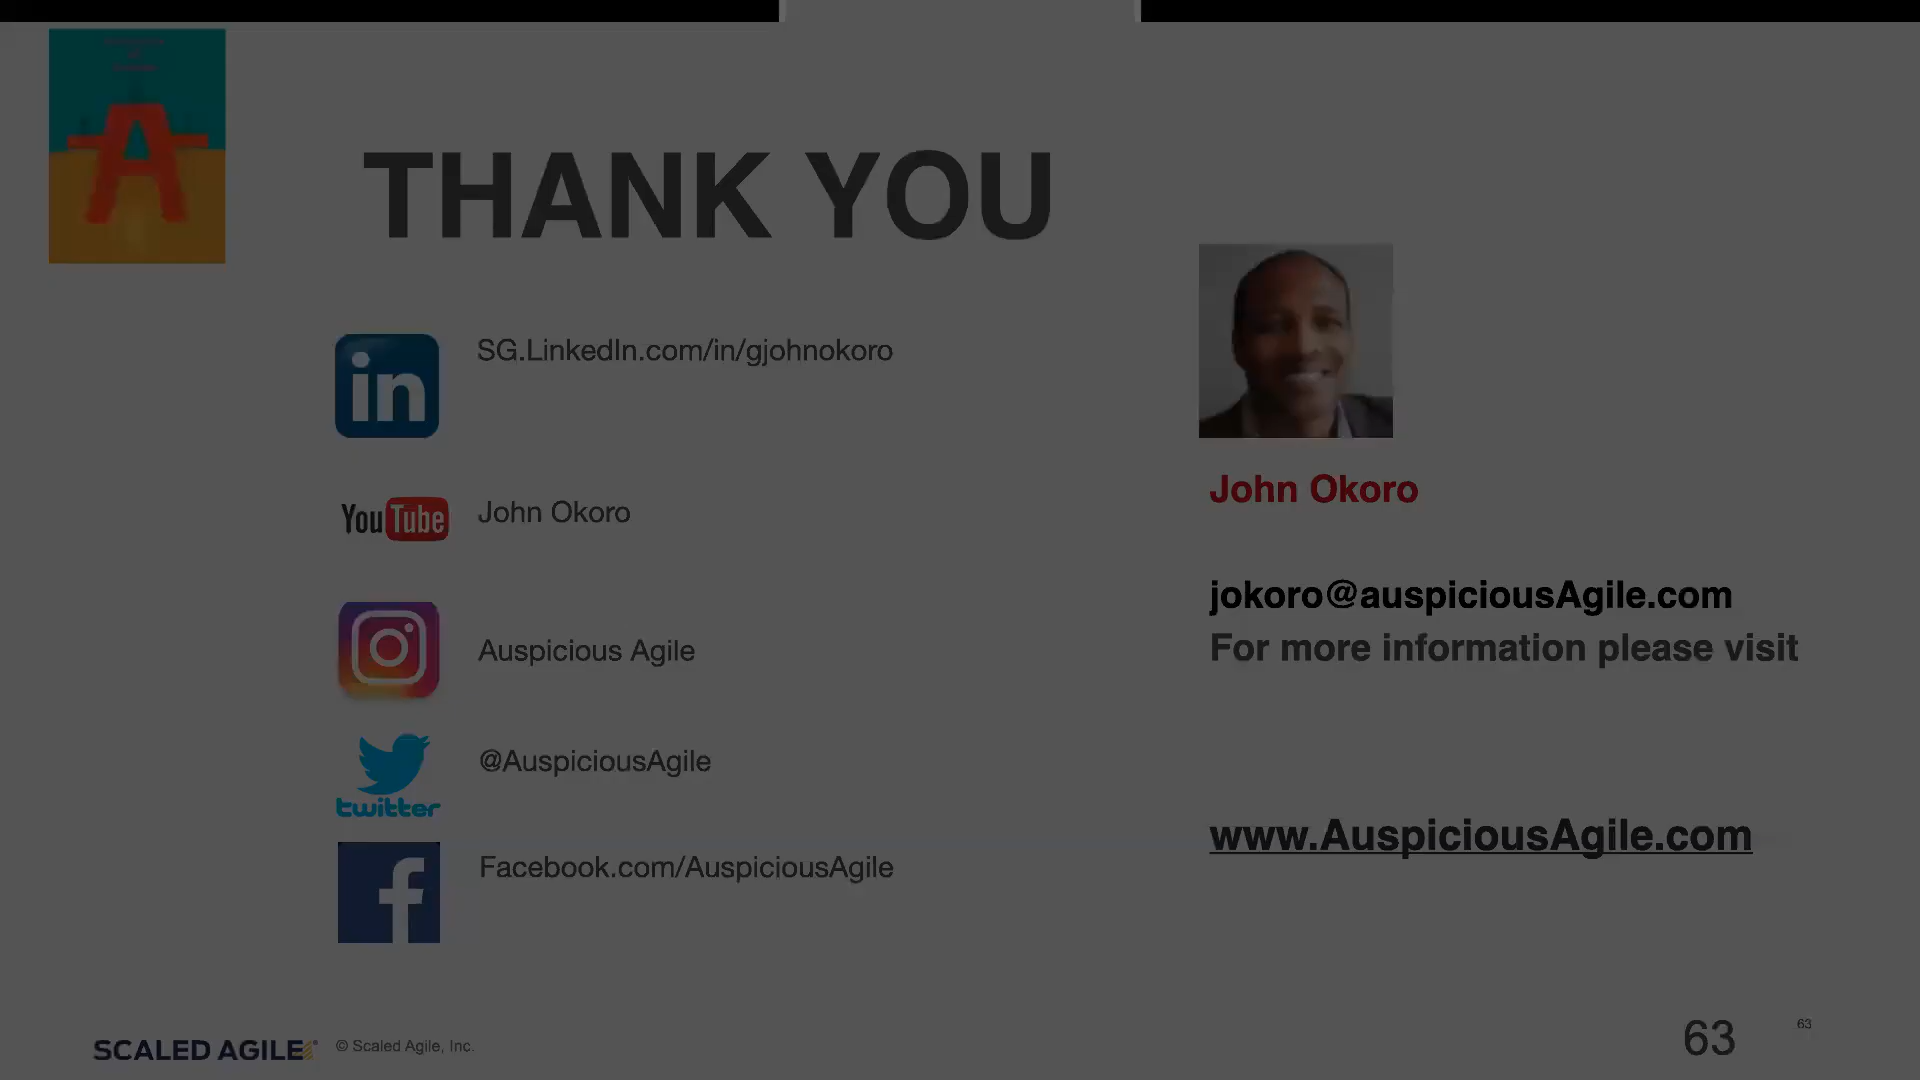 THANK YOU
SG.LinkedIn.com/in/gjohnokoro
in
John Okoro
YouTube
John Okoro
jokoro@auspiciousAgile.com
For more information please visit
Auspicious Agile
@AuspiciousAgile
twitter
www.AuspiciousAgile.com
Facebook.com/AuspiciousAgile
f
SCALED AGILE
© Scaled Agile, Inc.
63
63